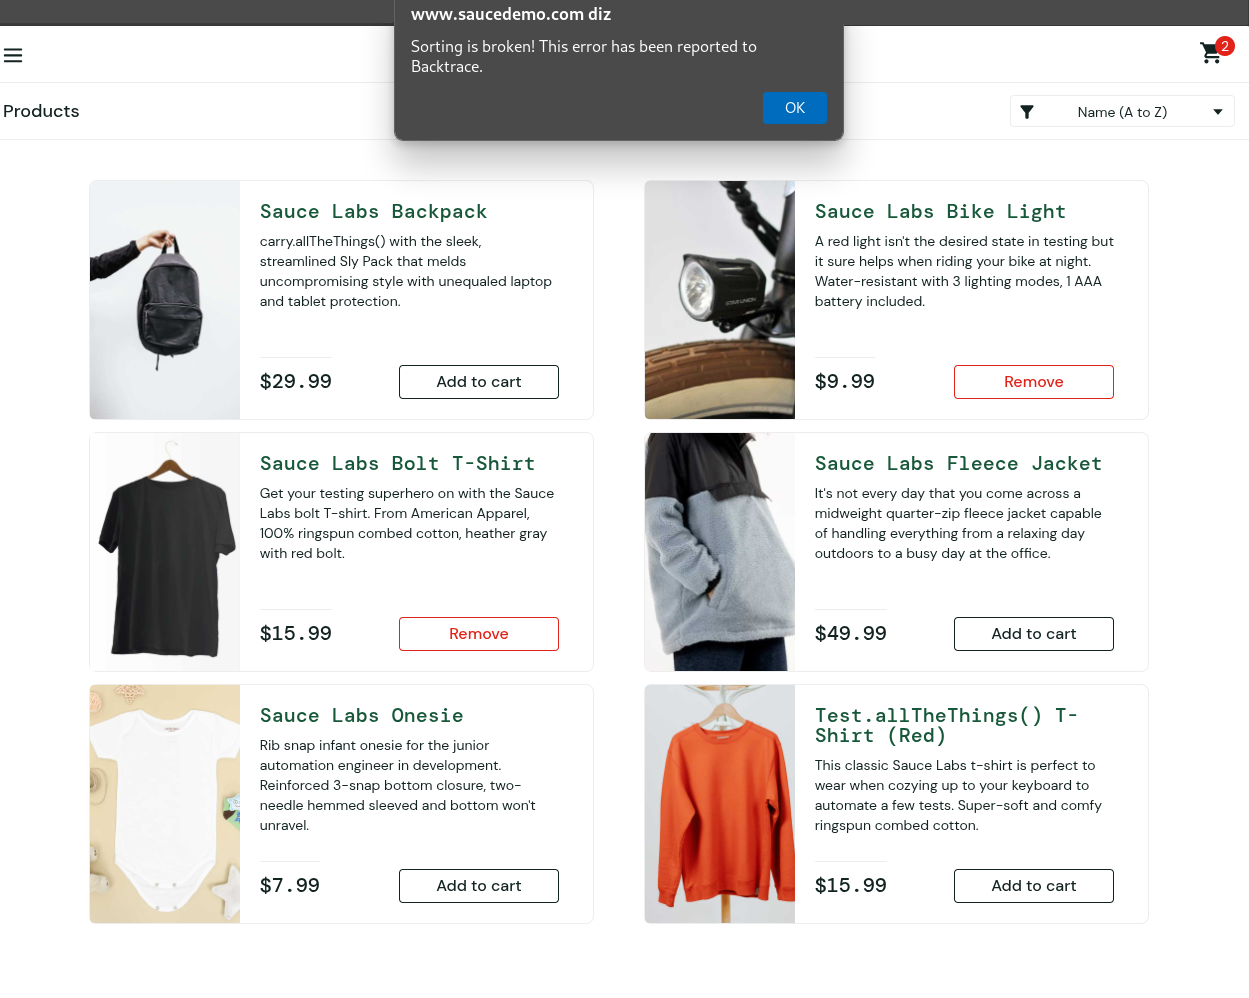 www.saucedemo.com diz
Sorting is broken! This error has been reported to
Backtrace.
OK
2
Products
Name (A to Z)
Sauce Labs Backpack
carry.allTheThings() with the sleek,
streamlined Sly Pack that melds
uncompromising style with unequaled laptop
and tablet protection.
$29.99
Add to cart
Sauce Labs Bike Light
A red light isn't the desired state in testing but
it sure helps when riding your bike at night.
Water-resistant with 3 lighting modes, 1 AAA
battery included.
$9.99
Remove
Sauce Labs Bolt T-Shirt
Get your testing superhero on with the Sauce
Labs bolt T-shirt. From American Apparel,
100% ringspun combed cotton, heather gray
with red bolt.
$15.99
Remove
Sauce Labs Fleece Jacket
It's not every day that you come across a
midweight quarter-zip fleece jacket capable
of handling everything from a relaxing day
outdoors to a busy day at the office.
$49.99
Add to cart
Sauce Labs Onesie
Rib snap infant onesie for the junior
automation engineer in development.
Reinforced 3-snap bottom closure, two-
needle hemmed sleeved and bottom won't
unravel.
$7.99
Add to cart
Test.allTheThings() T-
Shirt (Red)
This classic Sauce Labs t-shirt is perfect to
wear when cozying up to your keyboard to
automate a few tests. Super-soft and comfy
ringspun combed cotton.
$15.99
Add to cart